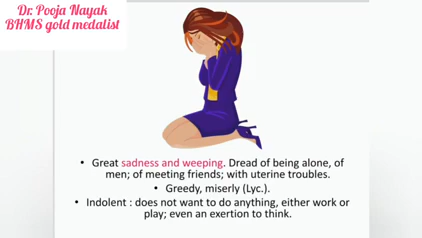 Dr. Pooja Nayak
BHMS gold medalist
• Great sadness and weeping. Dread of being alone, of
men; of meeting friends; with uterine troubles.
• Greedy, miserly (Lyc.).
• Indolent : does not want to do anything, either work or
play; even an exertion to think.